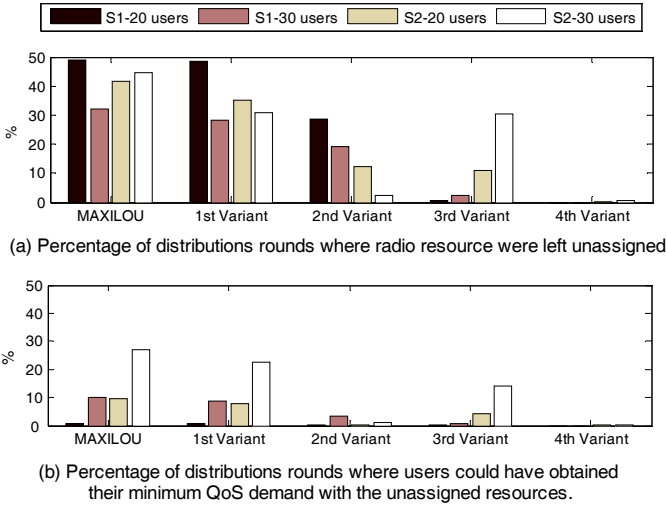 S1-20 users S1-30 users S2-20 users S2-30 users
50
40
30
20
10
0
%
MAXILOU 1st Variant 2nd Variant 3rd Variant 4th Variant
(a) Percentage of distributions rounds where radio resource were left unassigned
50
40
30
20
10
0
%
MAXILOU 1st Variant 2nd Variant 3rd Variant 4th Variant
(b) Percentage of distributions rounds where users could have obtained
their minimum QoS demand with the unassigned resources.